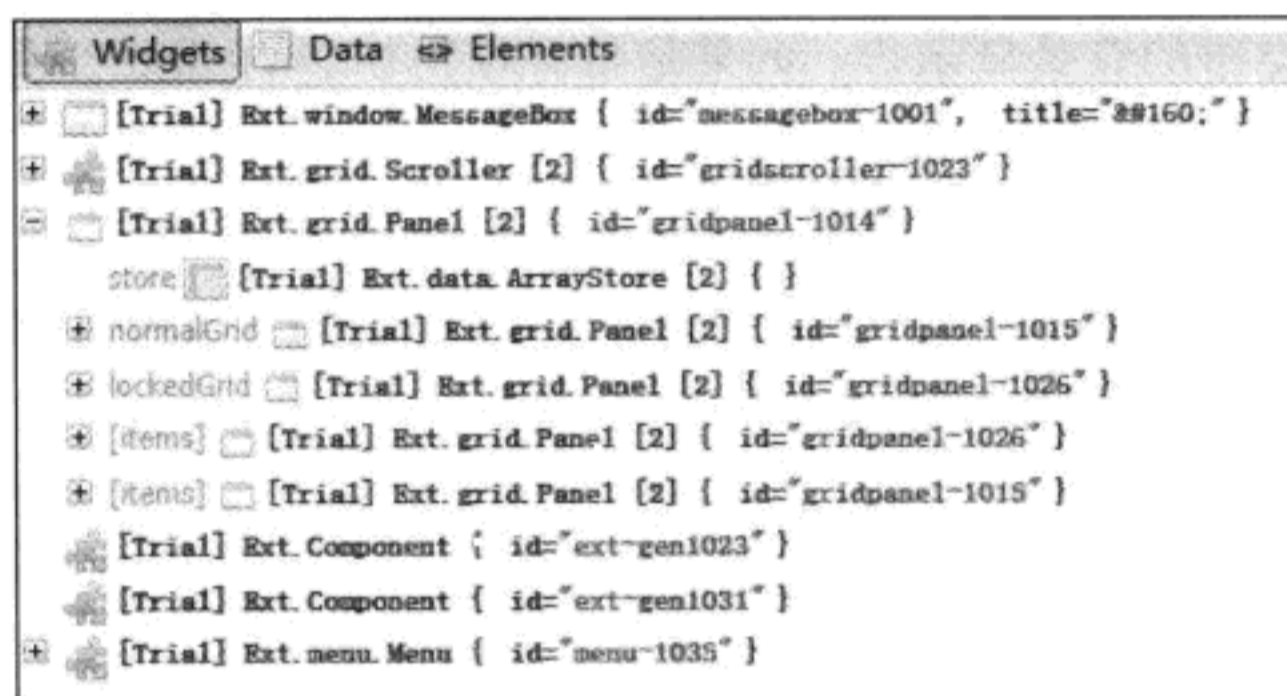 Widgets Data Elements
[Trial] Ext.window.MessageBox { id="messagebox-1001", title="&#160;" }
[Trial] Ext.grid.Scroller [2] { id="gridscroller-1023" }
[Trial] Ext.grid.Panel [2] { id="gridpanel-1014" }
store [Trial] Ext.data.ArrayStore [2] { }
normalGrid [Trial] Ext.grid.Panel [2] { id="gridpanel-1015" }
lockedGrid [Trial] Ext.grid.Panel [2] { id="gridpanel-1026" }
[items] [Trial] Ext.grid.Panel [2] { id="gridpanel-1026" }
[items] [Trial] Ext.grid.Panel [2] { id="gridpanel-1015" }
[Trial] Ext.Component { id="ext-gen1023" }
[Trial] Ext.Component { id="ext-gen1031" }
[Trial] Ext.menu.Menu { id="menu-1035" }